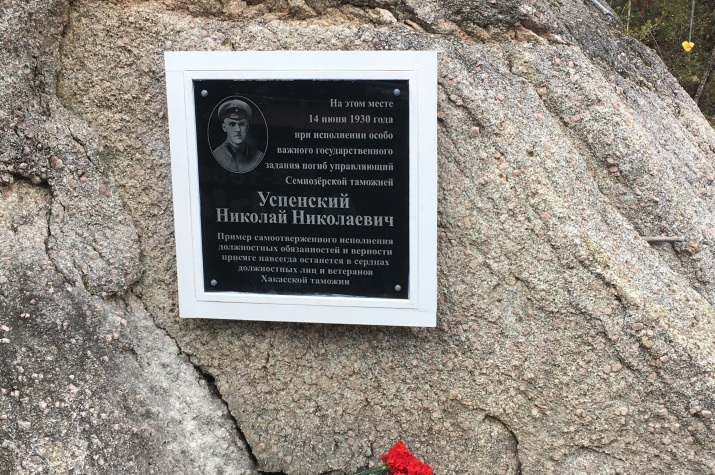 На этом месте
14 июня 1930 года
при исполнении особо
важного государственного
задания погиб управляющий
Семиозёрской таможней
Успенский
Николай Николаевич
Пример самоотверженного исполнения
должностных обязанностей и верности
присяге навсегда останется в сердцах
должностных лиц и ветеранов
Хакасской таможни